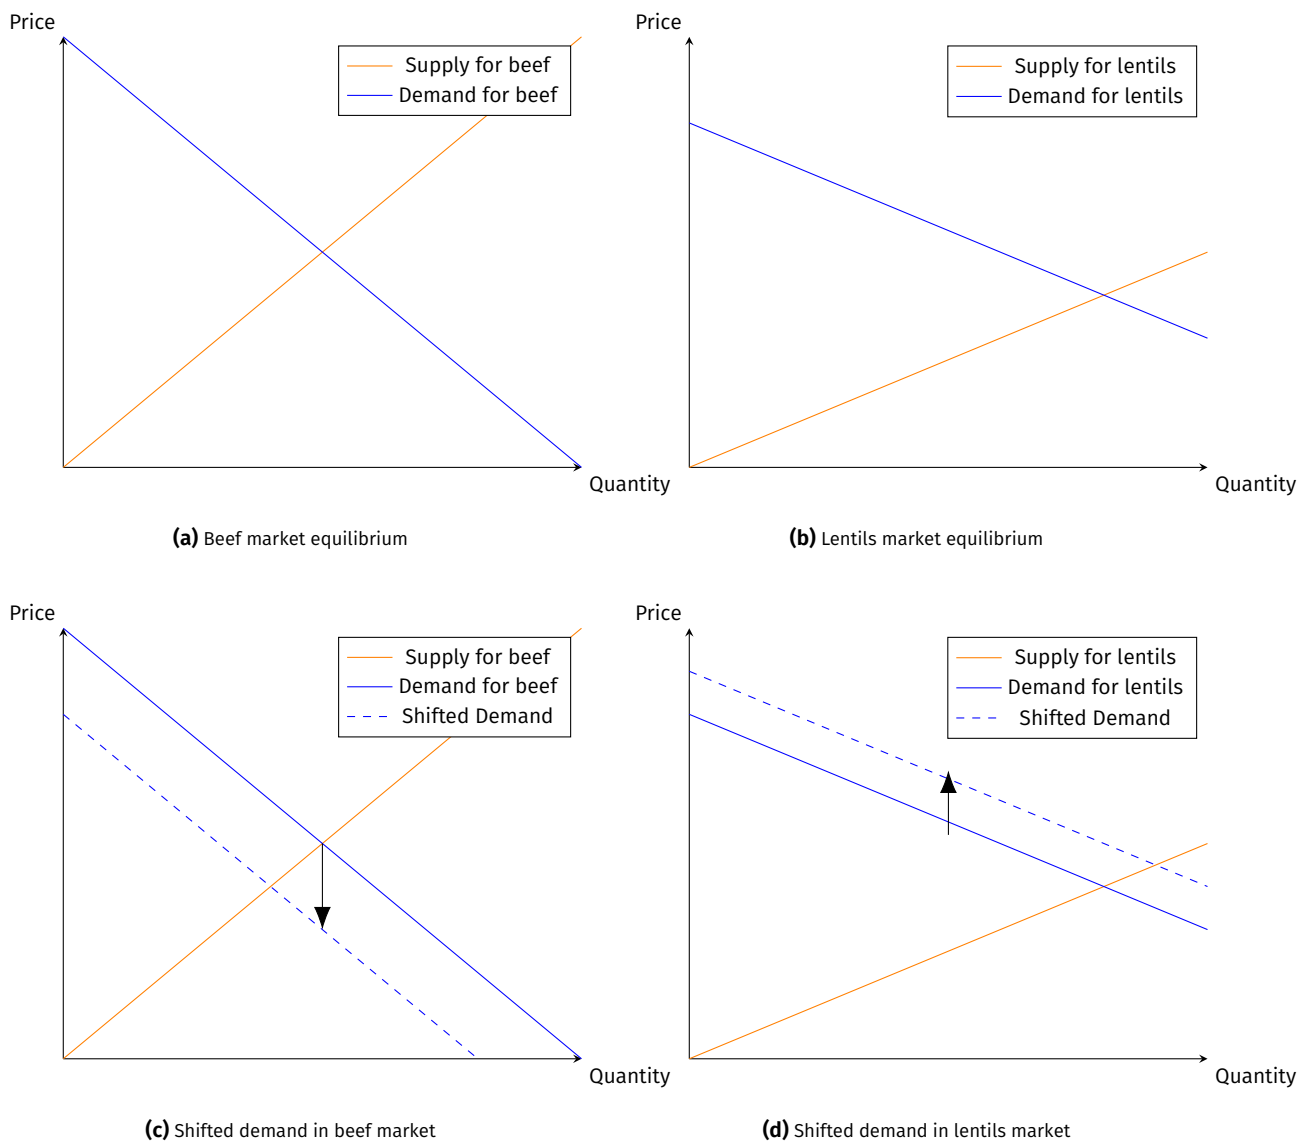 Price
Supply for beef
Demand for beef
Quantity
(a) Beef market equilibrium
Price
Supply for lentils
Demand for lentils
Quantity
(b) Lentils market equilibrium
Price
Supply for beef
Demand for beef
Shifted Demand
Quantity
(c) Shifted demand in beef market
Price
Supply for lentils
Demand for lentils
Shifted Demand
Quantity
(d) Shifted demand in lentils market